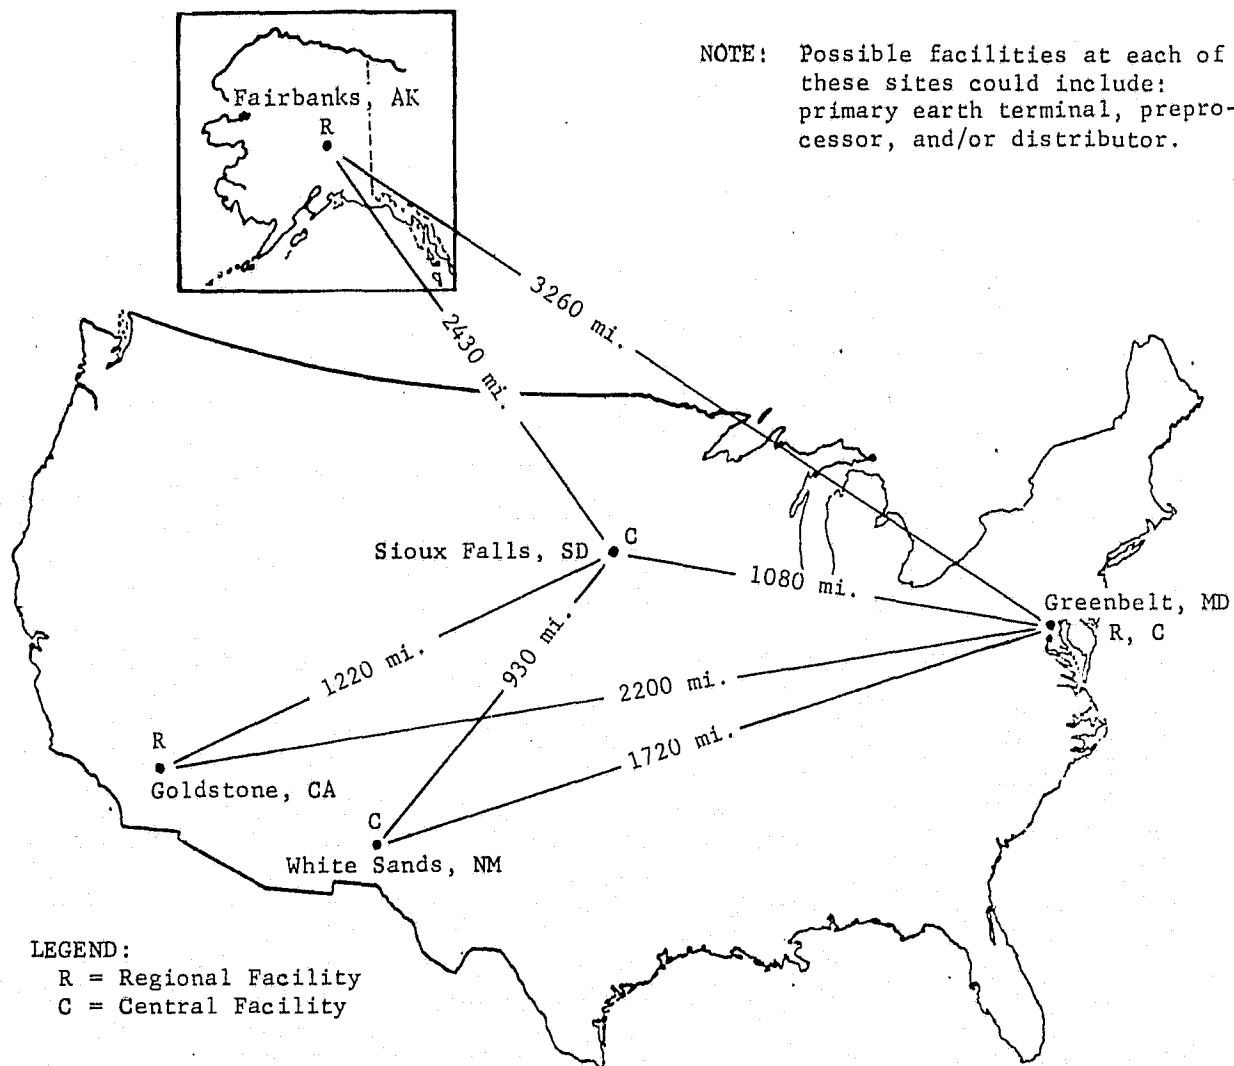 NOTE: Possible facilities at each of
these sites could include:
primary earth terminal, prepro-
cessor, and/or distributor.
Fairbanks, AK
R
3260 mi.
2430 mi.
C
Sioux Falls, SD
1080 mi.
Greenbelt, MD
R, C
1220 mi.
930 mi.
2200 mi.
1720 mi.
R
Goldstone, CA
C
White Sands, NM
LEGEND:
R = Regional Facility
C = Central Facility